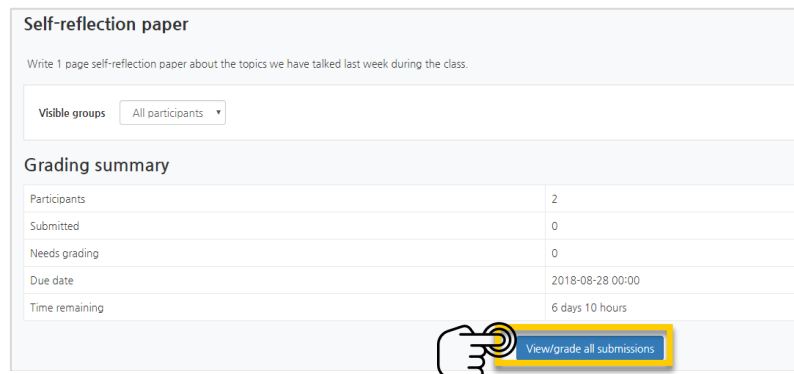 Self-reflection paper
Write 1 page self-reflection paper about the topics we have talked last week during the class.
Visible groups All participants
Grading summary
Participants 2
Submitted 0
Needs grading 0
Due date 2018-08-28 00:00
Time remaining 6 days 10 hours
View/grade all submissions